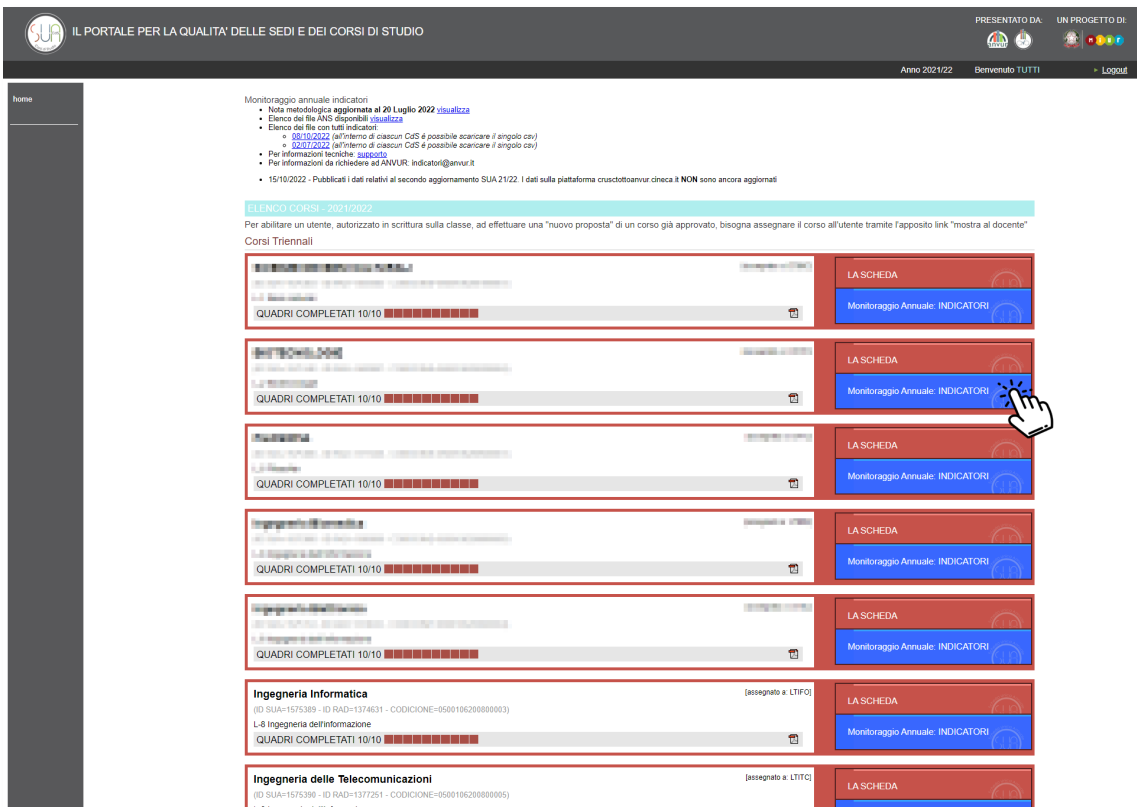 SUA
IL PORTALE PER LA QUALITA' DELLE SEDI E DEI CORSI DI STUDIO
PRESENTATO DA:
UN PROGETTO DI:
anvur
Anno 2021/22
Benvenuto TUTTI
Logout
home
Monitoraggio annuale indicatori
Nota metodologica aggiornata al 20 Luglio 2022 visualizza
Elenco dei file ANS disponibili visualizza
Elenco dei file con tutti indicatori:
08/10/2022 (all'interno di ciascun CdS è possibile scaricare il singolo csv)
02/07/2022 (all'interno di ciascun CdS è possibile scaricare il singolo csv)
Per informazioni tecniche: supporto
Per informazioni da richiedere ad ANVUR: indicatori@anvur.it
15/10/2022 - Pubblicati i dati relativi al secondo aggiornamento SUA 21/22. I dati sulla piattaforma crusctottoanvur.cineca.it NON sono ancora aggiornati
ELENCO CORSI - 2021/2022
Per abilitare un utente, autorizzato in scrittura sulla classe, ad effettuare una "nuovo proposta" di un corso già approvato, bisogna assegnare il corso all'utente tramite l'apposito link "mostra al docente"
Corsi Triennali
LA SCHEDA
Monitoraggio Annuale: INDICATORI
QUADRI COMPLETATI 10/10
LA SCHEDA
Monitoraggio Annuale: INDICATORI
QUADRI COMPLETATI 10/10
LA SCHEDA
Monitoraggio Annuale: INDICATORI
QUADRI COMPLETATI 10/10
LA SCHEDA
Monitoraggio Annuale: INDICATORI
QUADRI COMPLETATI 10/10
LA SCHEDA
Monitoraggio Annuale: INDICATORI
QUADRI COMPLETATI 10/10
Ingegneria Informatica
[assegnato a: LTIFO]
(ID SUA=1575389 - ID RAD=1374631 - CODICIONE=0500106200800003)
L-8 Ingegneria dell'informazione
QUADRI COMPLETATI 10/10
LA SCHEDA
Monitoraggio Annuale: INDICATORI
Ingegneria delle Telecomunicazioni
[assegnato a: LTITC]
(ID SUA=1575390 - ID RAD=1377251 - CODICIONE=0500106200800005)
LA SCHEDA